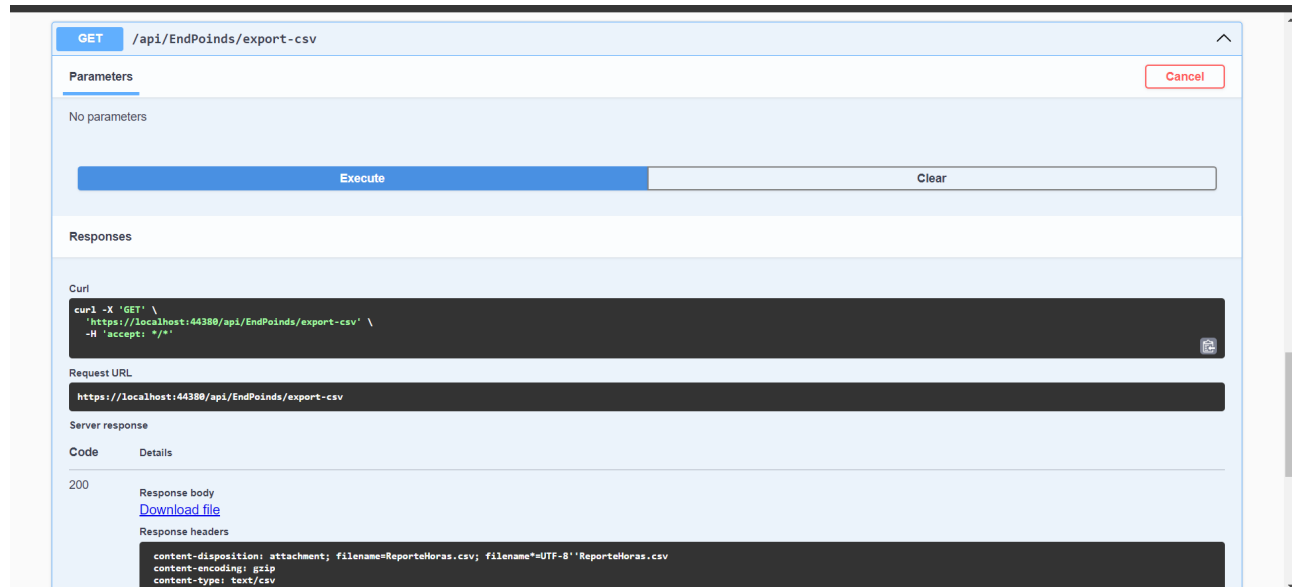 GET /api/EndPoinds/export-csv
Parameters
Cancel
No parameters
Execute
Clear
Responses
Curl
curl -X 'GET' \
'https://localhost:44380/api/EndPoinds/export-csv' \
-H 'accept: */*'
Request URL
https://localhost:44380/api/EndPoinds/export-csv
Server response
Code Details
200
Response body
Download file
Response headers
content-disposition: attachment; filename=ReporteHoras.csv; filename*=UTF-8''ReporteHoras.csv
content-encoding: gzip
content-type: text/csv